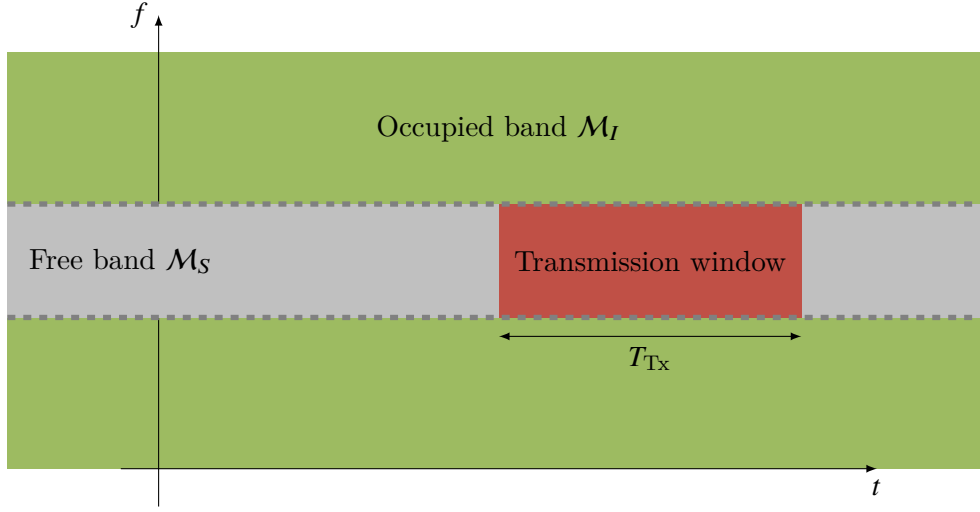 f
Occupied band ℳ_I
Free band ℳ_S
Transmission window
T_Tx
t